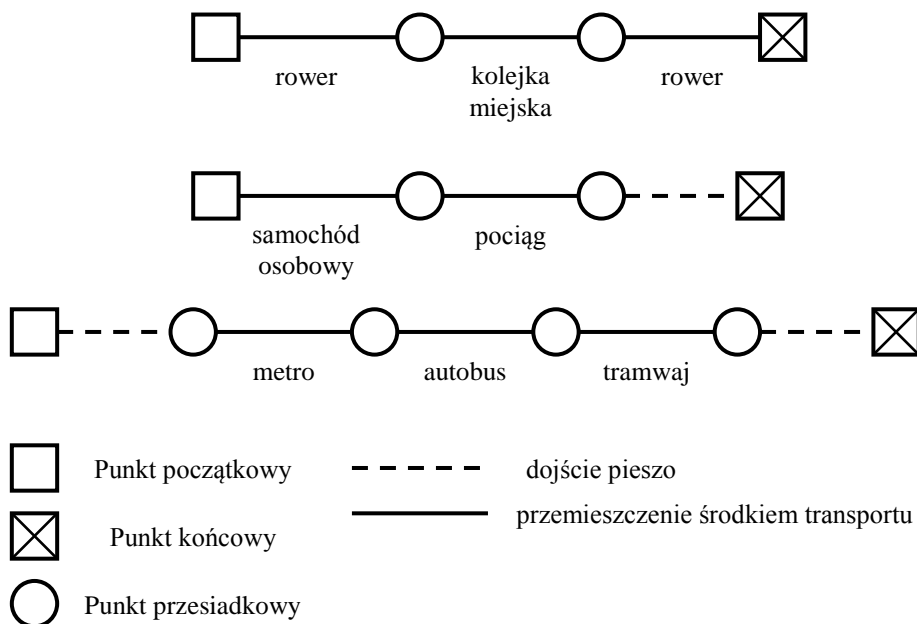 rower
kolejka
miejska
rower
samochód
osobowy
pociąg
metro
autobus
tramwaj
Punkt początkowy
dojście pieszo
przemieszczenie środkiem transportu
Punkt końcowy
Punkt przesiadkowy